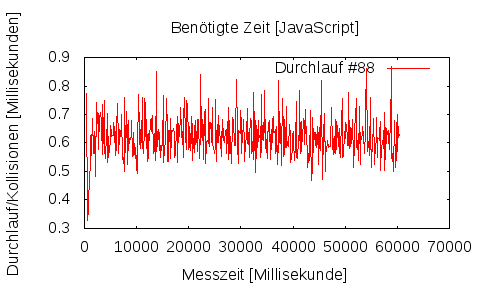 Benötigte Zeit [JavaScript]
Durchlauf/Kollisionen [Millisekunden]
Durchlauf #88
0.9
0.8
0.7
0.6
0.5
0.4
0.3
0 10000 20000 30000 40000 50000 60000 70000
Messzeit [Millisekunde]